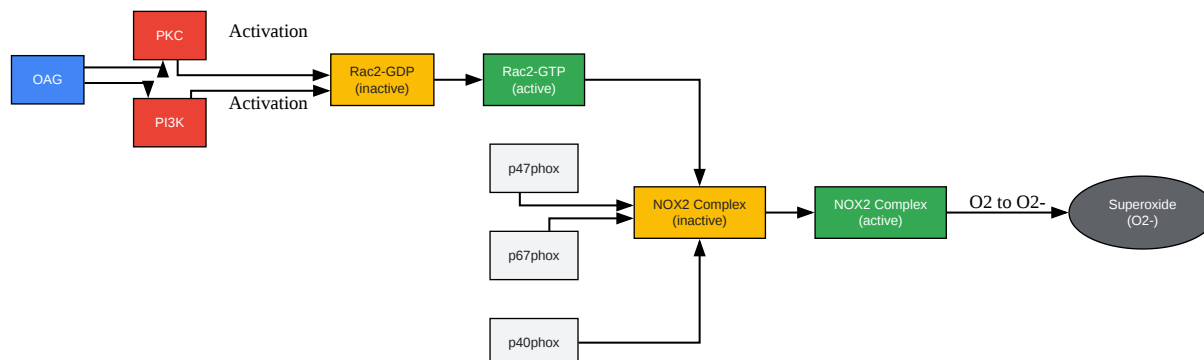 PKC
Activation
OAG
Rac2-GDP
(inactive)
Rac2-GTP
(active)
Activation
PI3K
p47phox
NOX2 Complex
(inactive)
NOX2 Complex
(active)
O2 to O2-
Superoxide
(O2-)
p67phox
p40phox